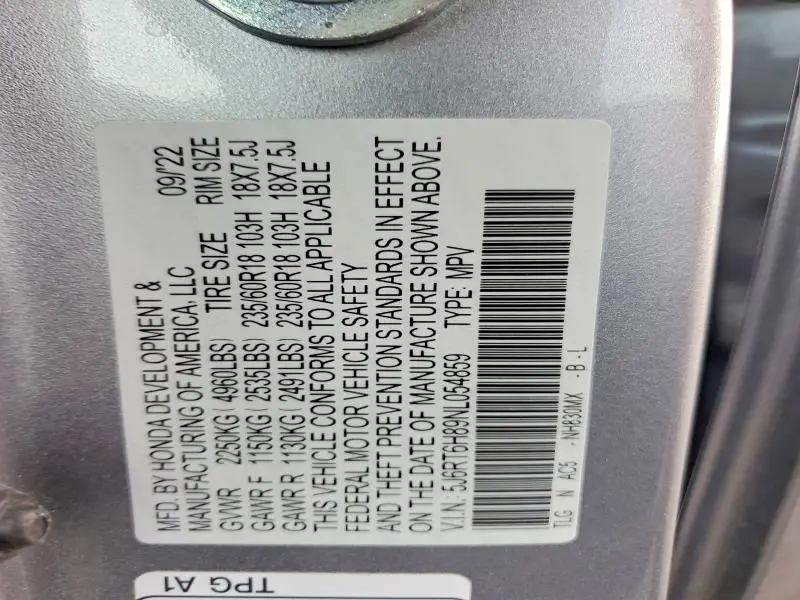 MFD. BY HONDA DEVELOPMENT &
MANUFACTURING OF AMERICA, LLC 09/'22
GVWR 2250KG ( 4960LBS) TIRE SIZE RIM SIZE
GAWR F 1150KG ( 2535LBS) 235/60R18 103H 18X7.5J
GAWR R 1130KG ( 2491LBS) 235/60R18 103H 18X7.5J
THIS VEHICLE CONFORMS TO ALL APPLICABLE
FEDERAL MOTOR VEHICLE SAFETY
AND THEFT PREVENTION STANDARDS IN EFFECT
ON THE DATE OF MANUFACTURE SHOWN ABOVE.
V.I.N.: 5J6RT6H89NL054859 TYPE: MPV
TLG N AC5 -NH830MX -B -L
TPG A1